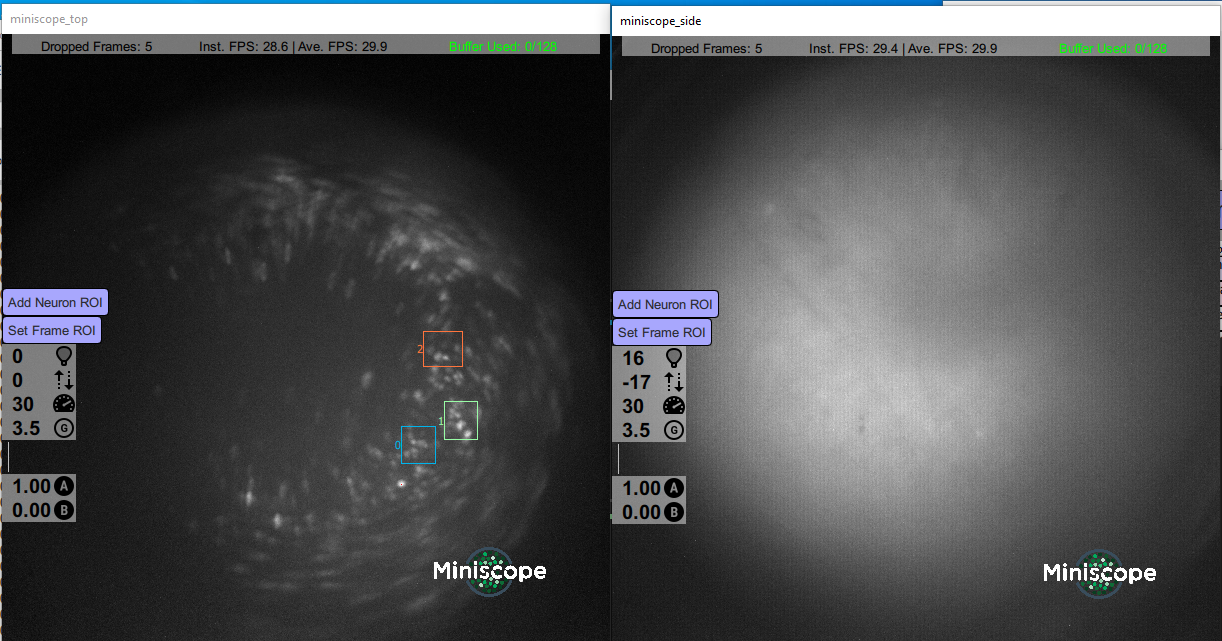 miniscope_top
Dropped Frames: 5 Inst. FPS: 28.6 | Ave. FPS: 29.9 Buffer Used: 0/128
Add Neuron ROI
Set Frame ROI
0
0
30
3.5 G
1.00 A
0.00 B
2
1
0
Miniscope
miniscope_side
Dropped Frames: 5 Inst. FPS: 29.4 | Ave. FPS: 29.9 Buffer Used: 0/128
Add Neuron ROI
Set Frame ROI
16
-17
30
3.5 G
1.00 A
0.00 B
Miniscope